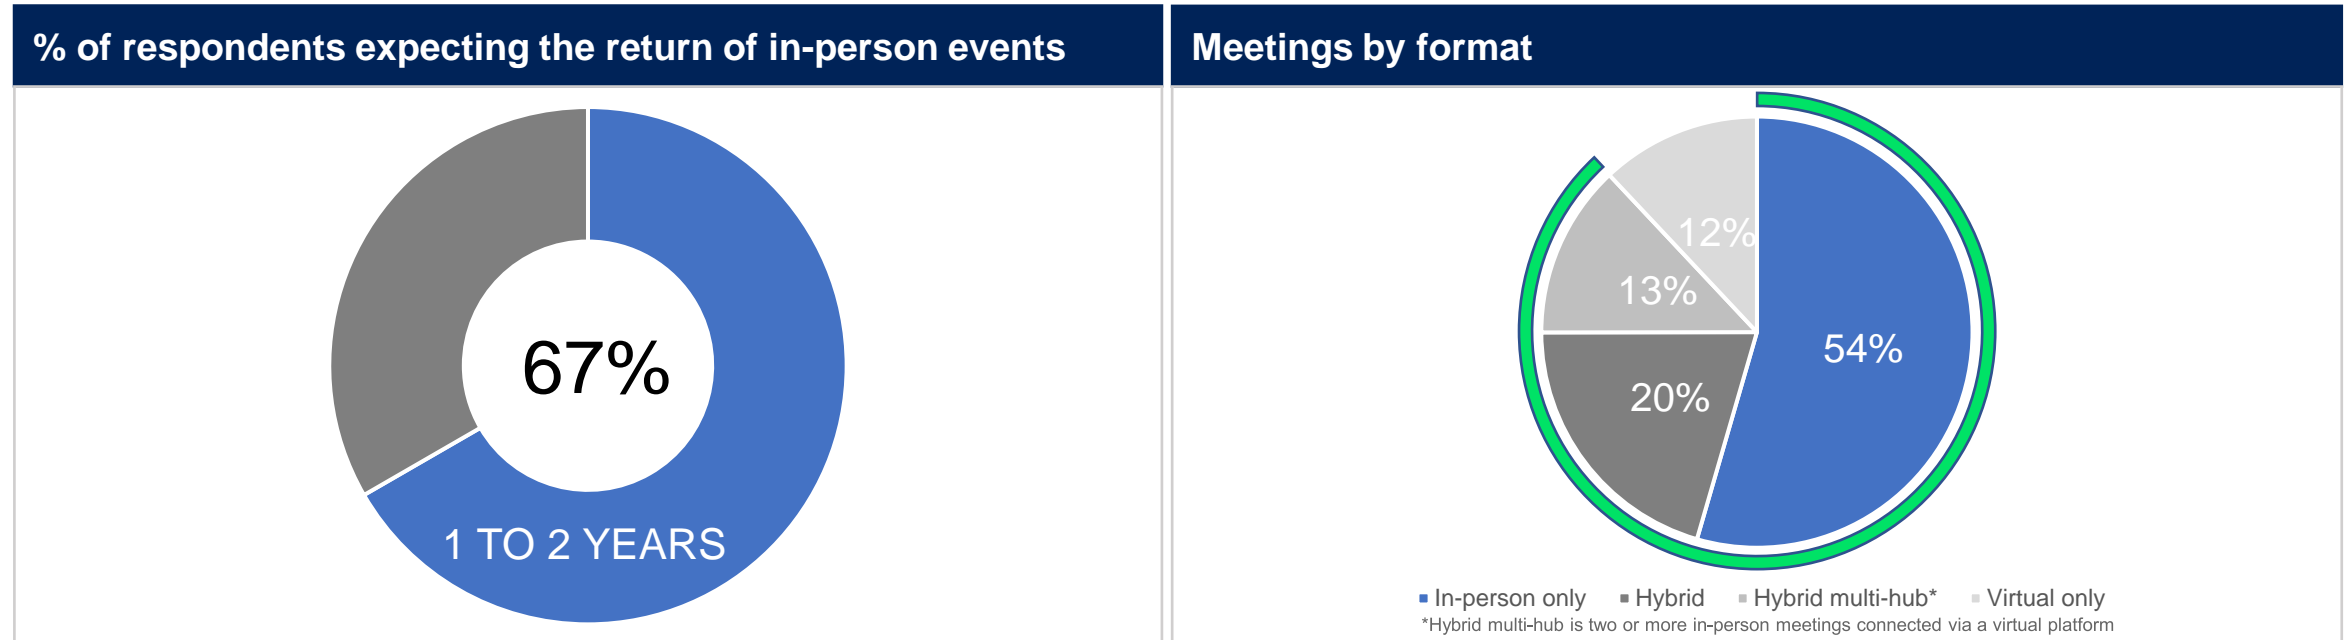 % of respondents expecting the return of in-person events
67%
1 TO 2 YEARS
Meetings by format
12%
13%
54%
20%
In-person only Hybrid Hybrid multi-hub* Virtual only
*Hybrid multi-hub is two or more in-person meetings connected via a virtual platform